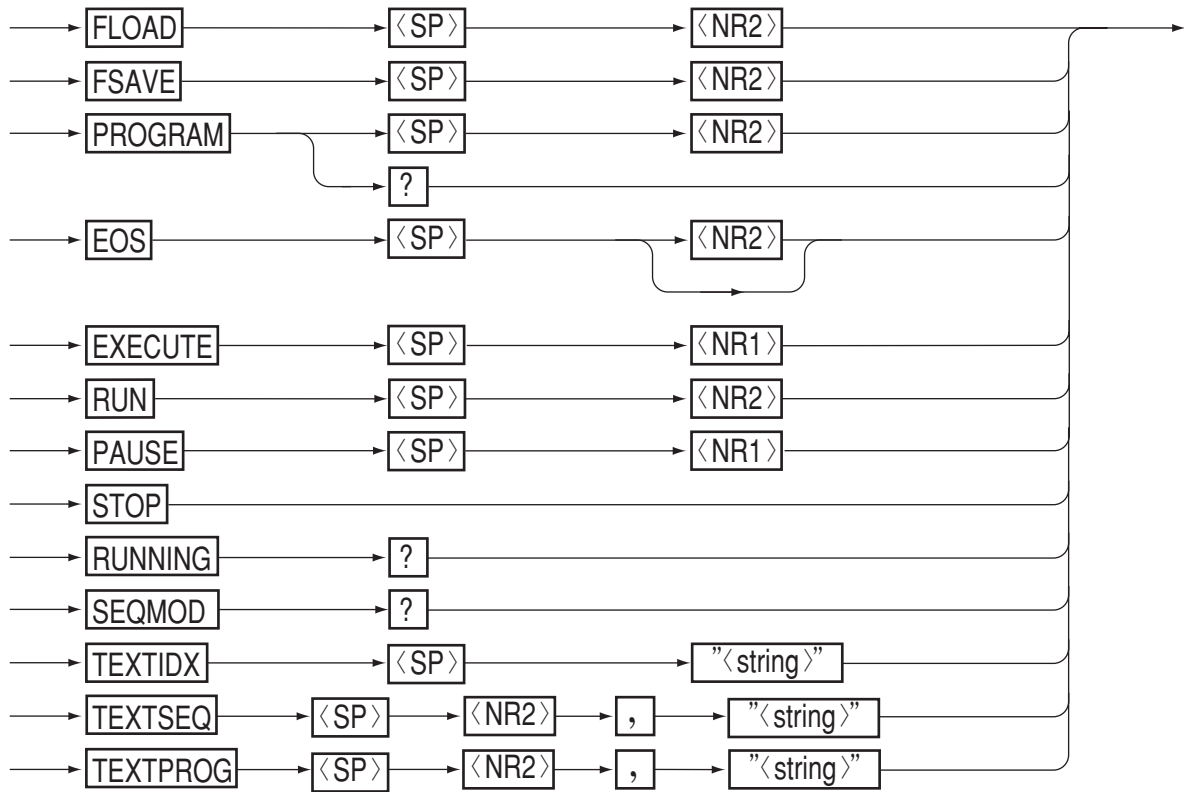 FLOAD 〈SP〉 〈NR2〉
FSAVE 〈SP〉 〈NR2〉
PROGRAM 〈SP〉 〈NR2〉
?
EOS 〈SP〉 〈NR2〉
EXECUTE 〈SP〉 〈NR1〉
RUN 〈SP〉 〈NR2〉
PAUSE 〈SP〉 〈NR1〉
STOP
RUNNING ?
SEQMOD ?
TEXTIDX 〈SP〉 ”〈string〉”
TEXTSEQ 〈SP〉 〈NR2〉 , ”〈string〉”
TEXTPROG 〈SP〉 〈NR2〉 , ”〈string〉”